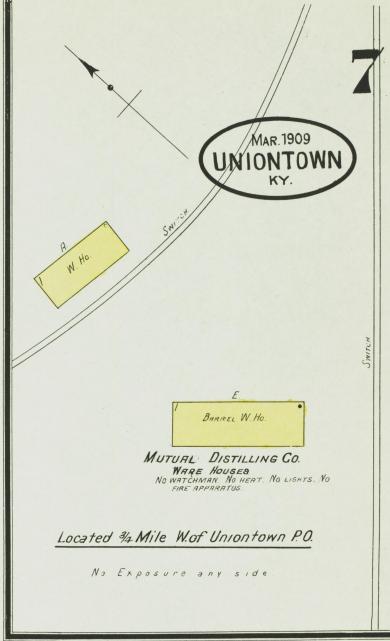 7
MAR. 1909
UNIONTOWN
KY.
SWITCH
A
W. Ho.
1
SWITCH
E.
1
BARREL W. Ho.
MUTUAL DISTILLING CO.
WARE HOUSES
NO WATCHMAN. NO HEAT. NO LIGHTS. NO
FIRE APPARATUS.
Located 3/4 Mile W. of Uniontown P.O.
No Exposure any side